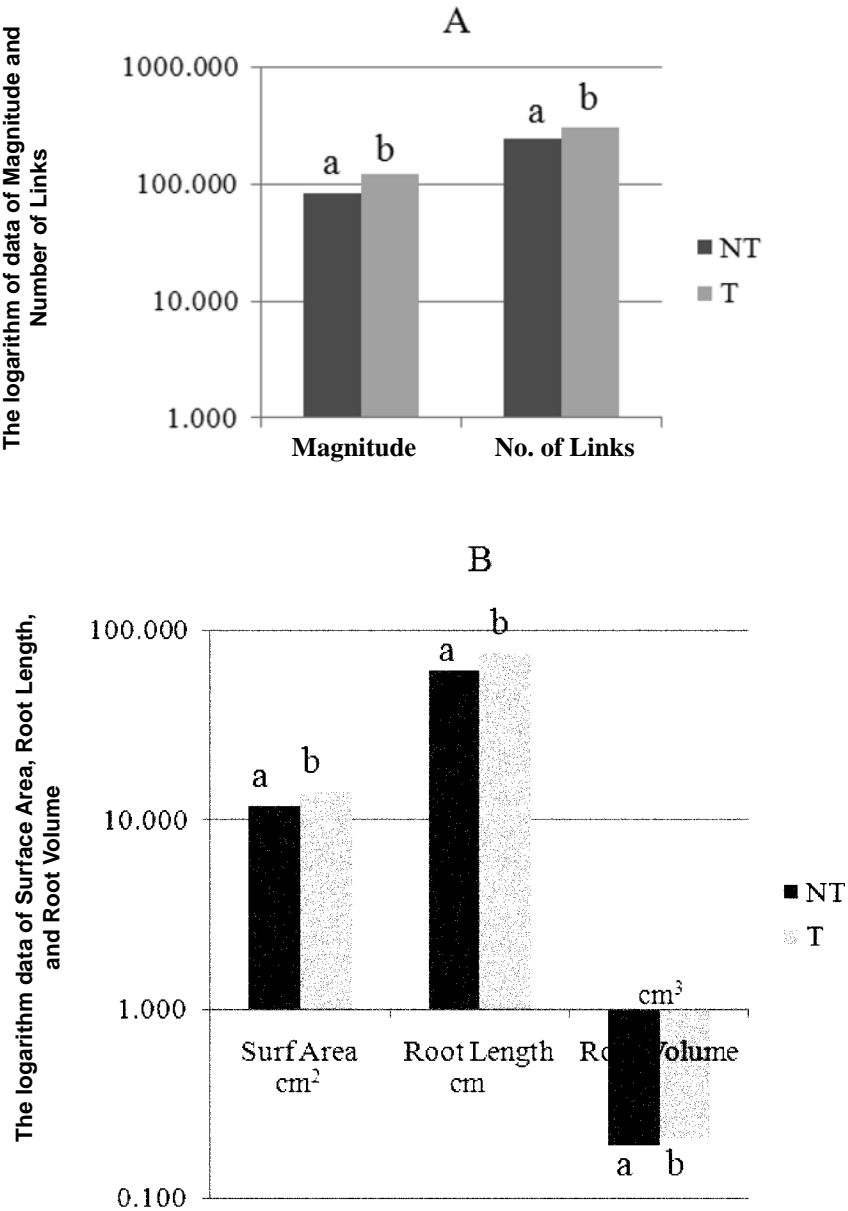 The logarithm of data of Magnitude and
Number of Links
A
1000.000
100.000
10.000
1.000
a
b
a
b
NT
T
Magnitude
No. of Links
The logarithm data of Surface Area, Root Length,
and Root Volume
B
100.000
10.000
1.000
0.100
a
b
a
b
a
b
NT
T
Surf Area
cm²
Root Length
cm
cm³
Volume